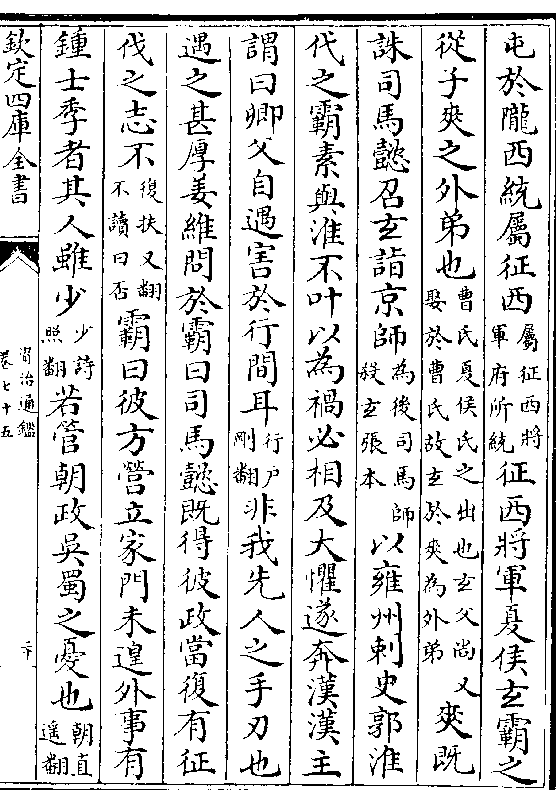 屯於隴西統屬征西屬征西將軍府所統征西將軍夏侯玄霸之
從子爽之外弟也曹氏夏侯氏之出也玄父尚又娶於曹氏故玄於爽為外弟爽既
誅司馬懿召玄詣京師為後司馬師殺玄張本以雍州刺史郭淮
代之霸素與淮不叶以為禍必相及大懼遂奔漢漢主
謂曰卿父自遇害於行間耳行戶剛翻非我先人之手刃也
遇之甚厚姜維問於霸曰司馬懿既得彼政當復有征
伐之志不復扶又翻不讀曰否霸曰彼方營立家門未遑外事有
鍾士季者其人雖少少詩照翻若管朝政吳蜀之憂也朝直遥翻
欽定四庫全書
資治通鑑
卷七十五